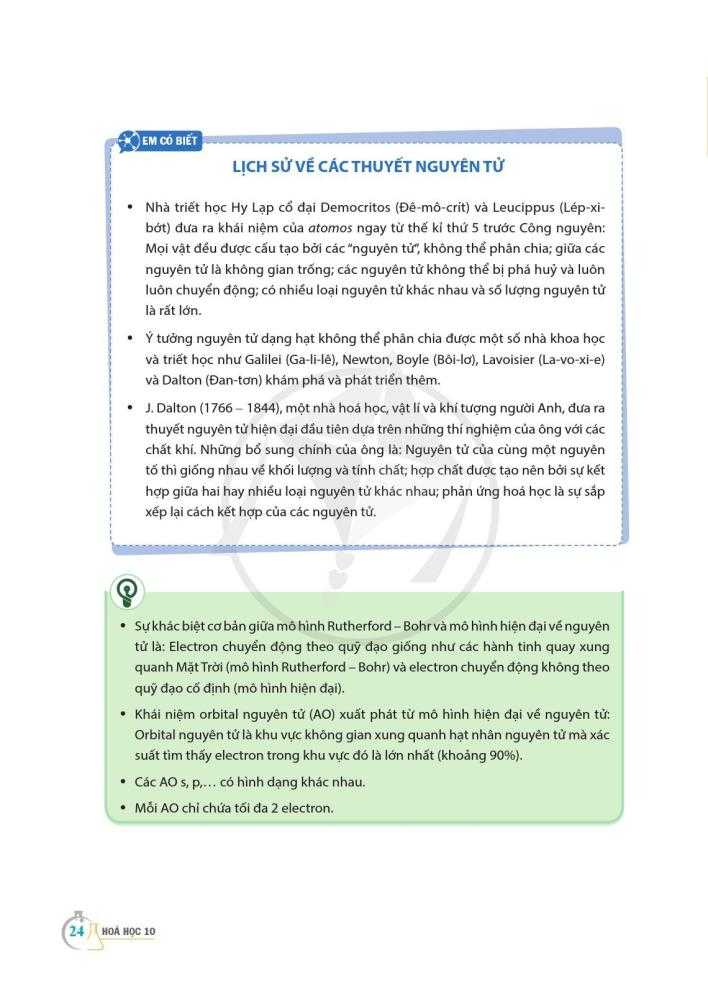 EM CÓ BIẾT
LỊCH SỬ VỀ CÁC THUYẾT NGUYÊN TỬ
• Nhà triết học Hy Lạp cổ đại Democritos (Đê-mô-crít) và Leucippus (Lép-xi-
bớt) đưa ra khái niệm của atomos ngay từ thế kỉ thứ 5 trước Công nguyên:
Mọi vật đều được cấu tạo bởi các “nguyên tử”, không thể phân chia; giữa các
nguyên tử là không gian trống; các nguyên tử không thể bị phá huỷ và luôn
luôn chuyển động; có nhiều loại nguyên tử khác nhau và số lượng nguyên tử
là rất lớn.
• Ý tưởng nguyên tử dạng hạt không thể phân chia được một số nhà khoa học
và triết học như Galilei (Ga-li-lê), Newton, Boyle (Bôi-lơ), Lavoisier (La-vo-xi-e)
và Dalton (Đan-tơn) khám phá và phát triển thêm.
• J. Dalton (1766 – 1844), một nhà hoá học, vật lí và khí tượng người Anh, đưa ra
thuyết nguyên tử hiện đại đầu tiên dựa trên những thí nghiệm của ông với các
chất khí. Những bổ sung chính của ông là: Nguyên tử của cùng một nguyên
tố thì giống nhau về khối lượng và tính chất; hợp chất được tạo nên bởi sự kết
hợp giữa hai hay nhiều loại nguyên tử khác nhau; phản ứng hoá học là sự sắp
xếp lại cách kết hợp của các nguyên tử.
• Sự khác biệt cơ bản giữa mô hình Rutherford – Bohr và mô hình hiện đại về nguyên
tử là: Electron chuyển động theo quỹ đạo giống như các hành tinh quay xung
quanh Mặt Trời (mô hình Rutherford – Bohr) và electron chuyển động không theo
quỹ đạo cố định (mô hình hiện đại).
• Khái niệm orbital nguyên tử (AO) xuất phát từ mô hình hiện đại về nguyên tử:
Orbital nguyên tử là khu vực không gian xung quanh hạt nhân nguyên tử mà xác
suất tìm thấy electron trong khu vực đó là lớn nhất (khoảng 90%).
• Các AO s, p,… có hình dạng khác nhau.
• Mỗi AO chỉ chứa tối đa 2 electron.
24 HOÁ HỌC 10